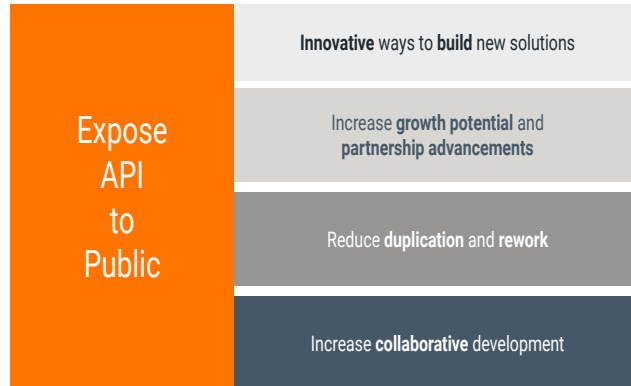 Expose
API
to
Public
Innovative ways to build new solutions
Increase growth potential and
partnership advancements
Reduce duplication and rework
Increase collaborative development